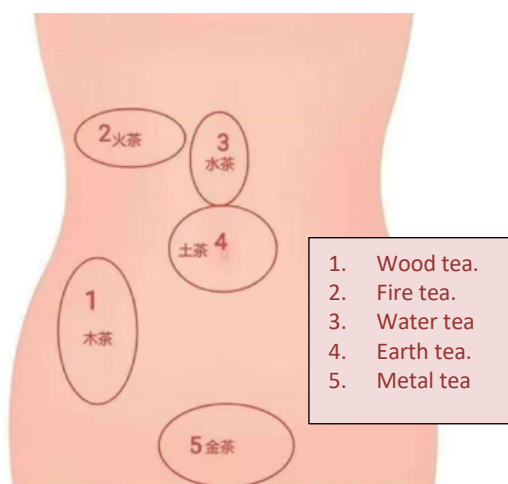 2火茶
3
水茶
土茶 4
1
木茶
5金茶
1. Wood tea.
2. Fire tea.
3. Water tea
4. Earth tea.
5. Metal tea